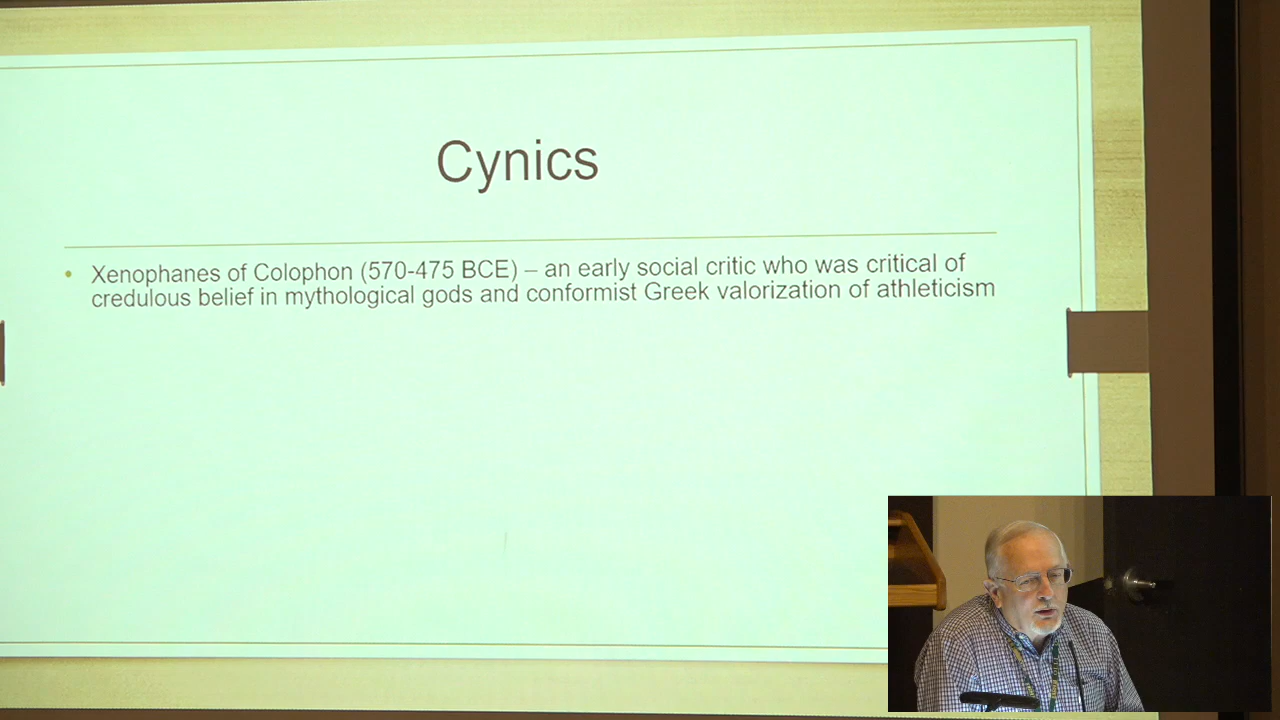 Cynics
• Xenophanes of Colophon (570-475 BCE) – an early social critic who was critical of
credulous belief in mythological gods and conformist Greek valorization of athleticism